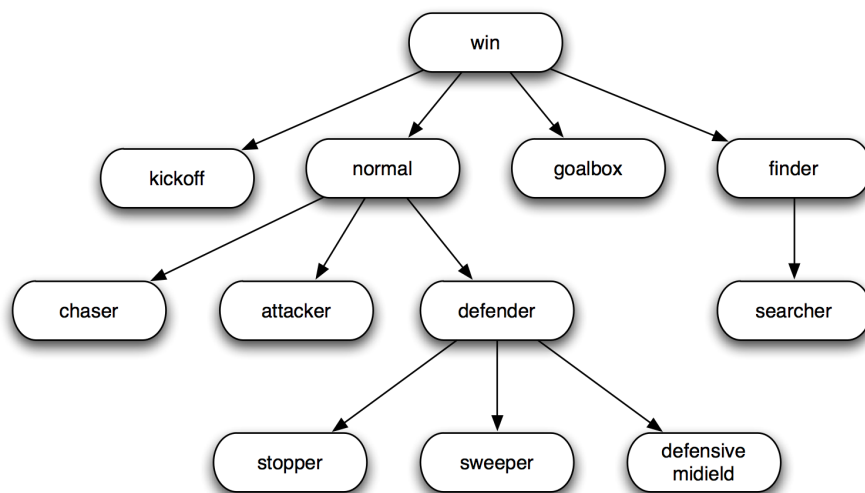 win
kickoff
normal
goalbox
finder
chaser
attacker
defender
searcher
stopper
sweeper
defensive
midield